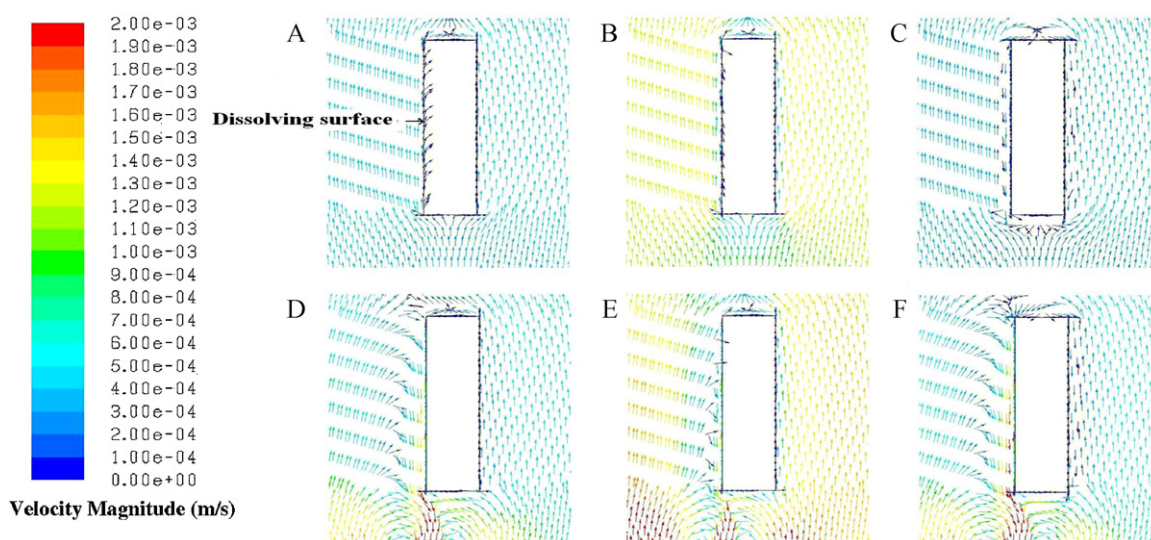 2.00e-03
1.90e-03
1.80e-03
1.70e-03
1.60e-03
1.50e-03
1.40e-03
1.30e-03
1.20e-03
1.10e-03
1.00e-03
9.00e-04
8.00e-04
7.00e-04
6.00e-04
5.00e-04
4.00e-04
3.00e-04
2.00e-04
1.00e-04
0.00e+00
Velocity Magnitude (m/s)
A
B
C
Dissolving surface
D
E
F